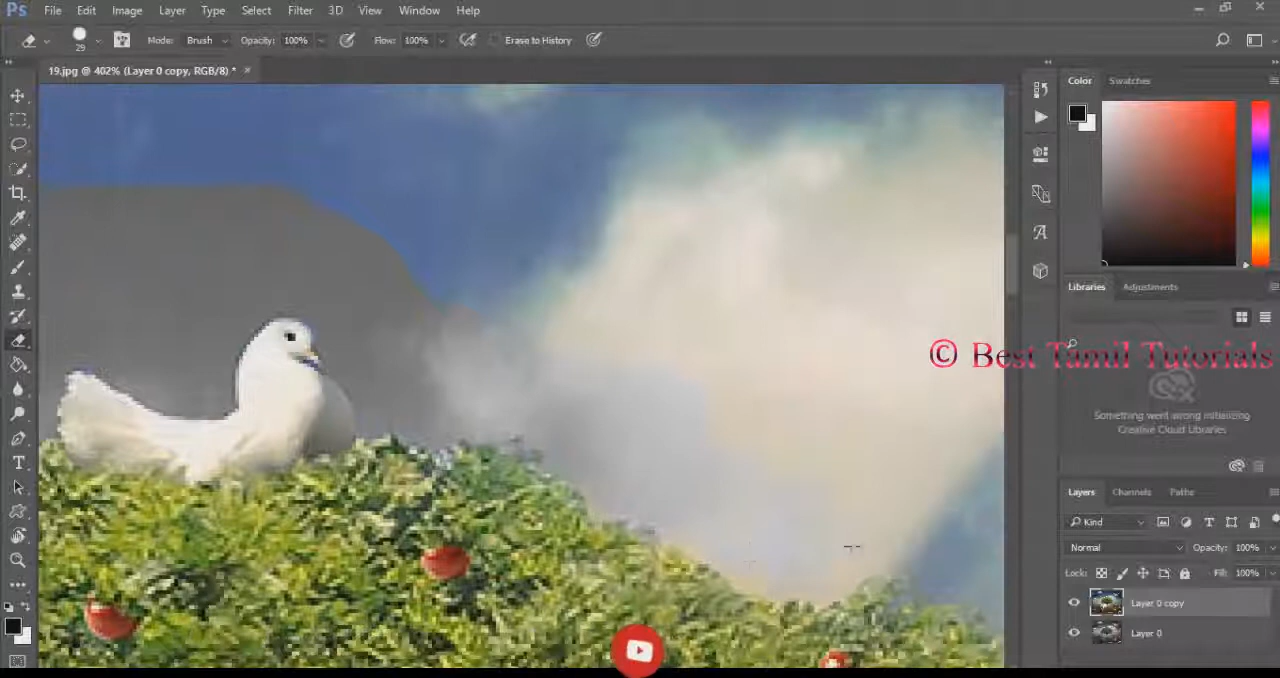 Ps File Edit Image Layer Type Select Filter 3D View Window Help
29 Mode: Brush Opacity: 100% Flow: 100% Erase to History
19.jpg @ 402% (Layer 0 copy, RGB/8) * ×
Color Swatches
Libraries Adjustments
© Best Tamil Tutorials
Something went wrong initializing
Creative Cloud Libraries
Layers Channels Paths
Kind
Normal Opacity: 100%
Lock: Fill: 100%
Layer 0 copy
Layer 0